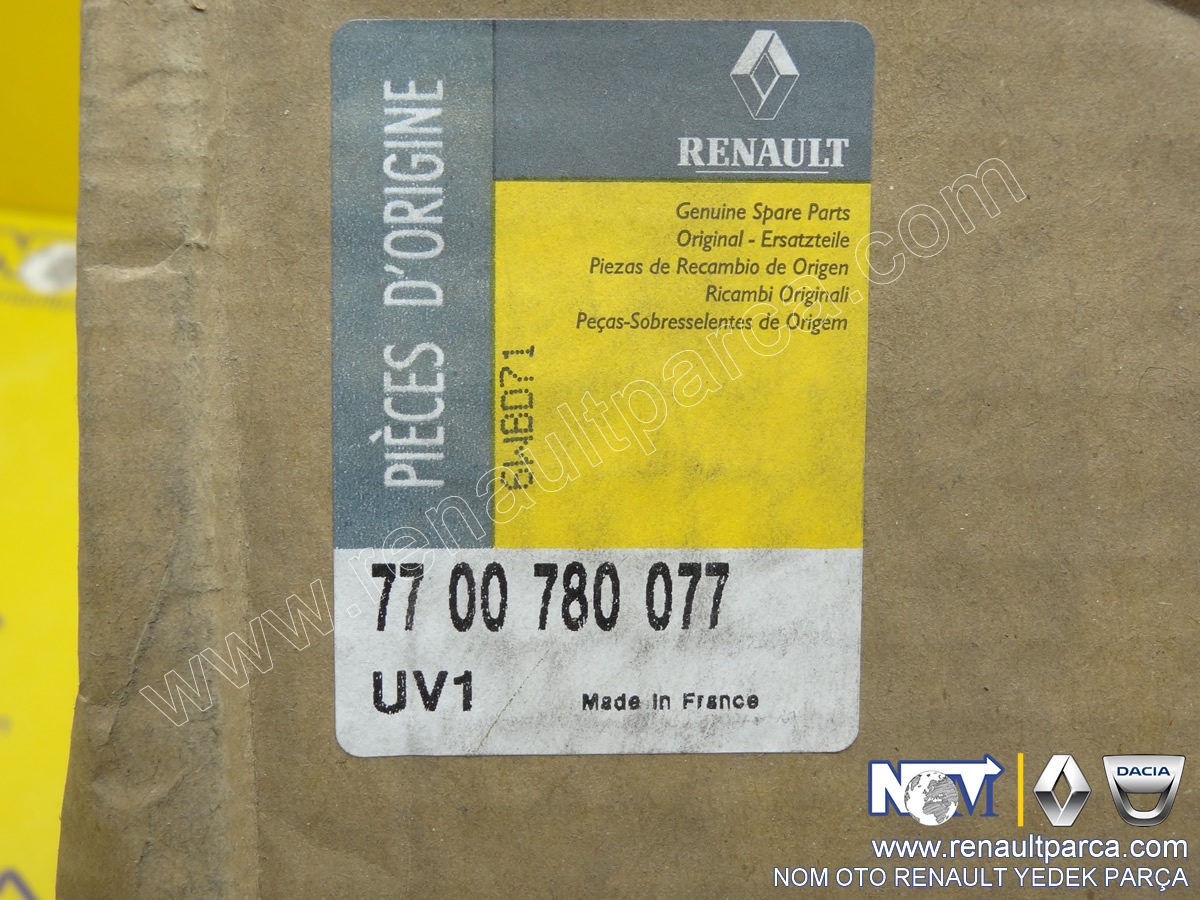 PIÈCES D'ORIGINE
RENAULT
Genuine Spare Parts
Original - Ersatzteile
Piezas de Recambio de Origen
Ricambi Originali
Peças-Sobresselentes de Origem
77 00 780 077
UV1
Made in France
www.renaultparca.com
NOM
DACIA
www.renaultparca.com
NOM OTO RENAULT YEDEK PARÇA